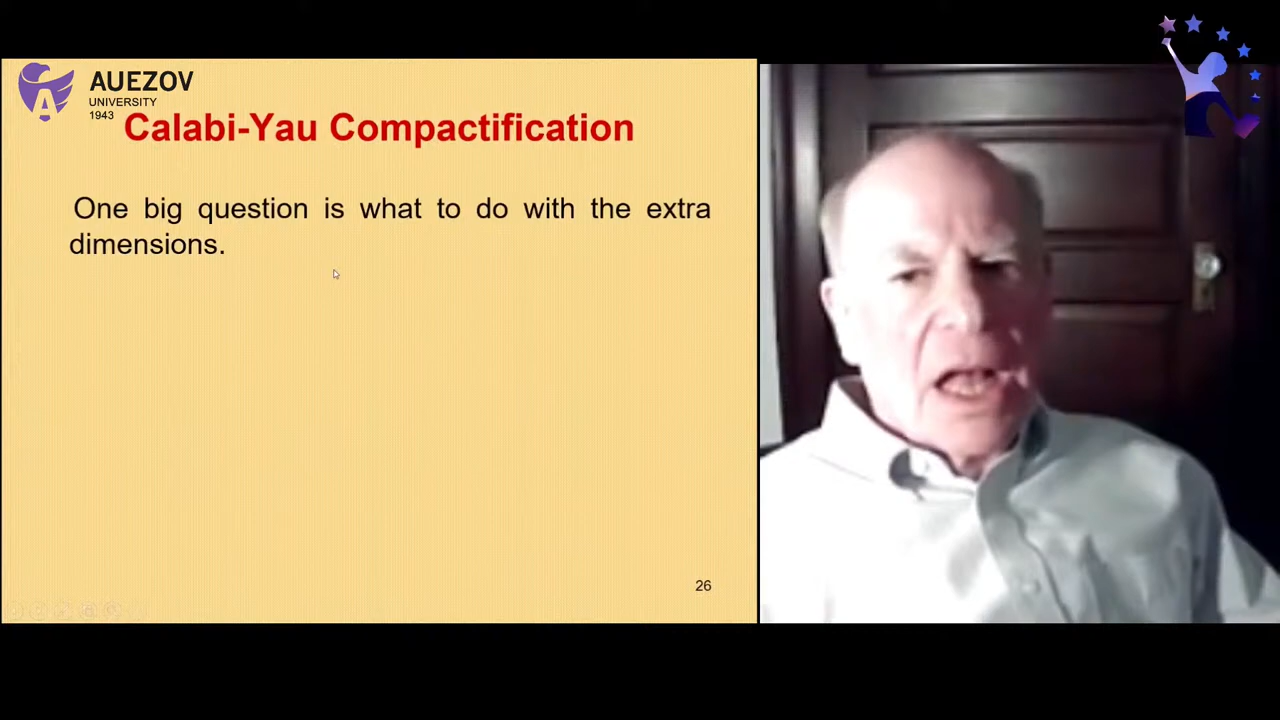 AUEZOV
UNIVERSITY
1943
Calabi-Yau Compactification
One big question is what to do with the extra
dimensions.
26